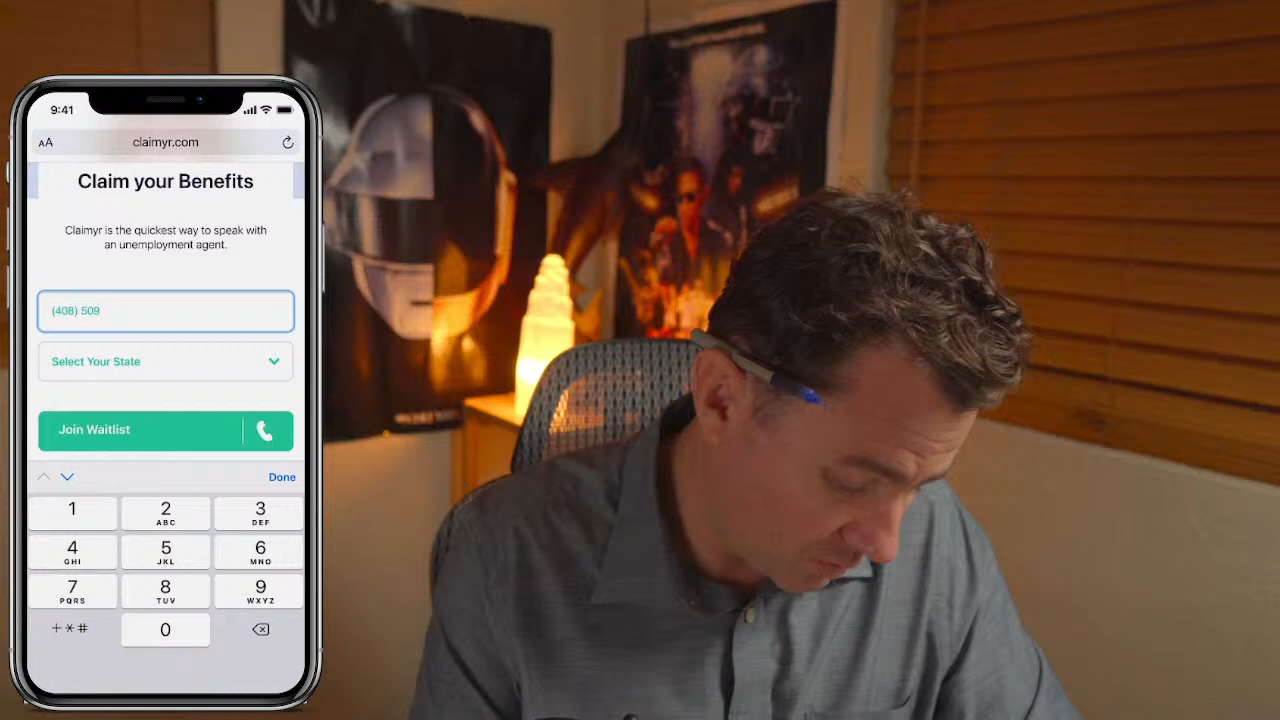 9:41
AA claimyr.com
Claim your Benefits
Claimyr is the quickest way to speak with
an unemployment agent.
(408) 509
Select Your State
Join Waitlist
Done
1 2 3
ABC DEF
4 5 6
GHI JKL MNO
7 8 9
PQRS TUV WXYZ
+*# 0